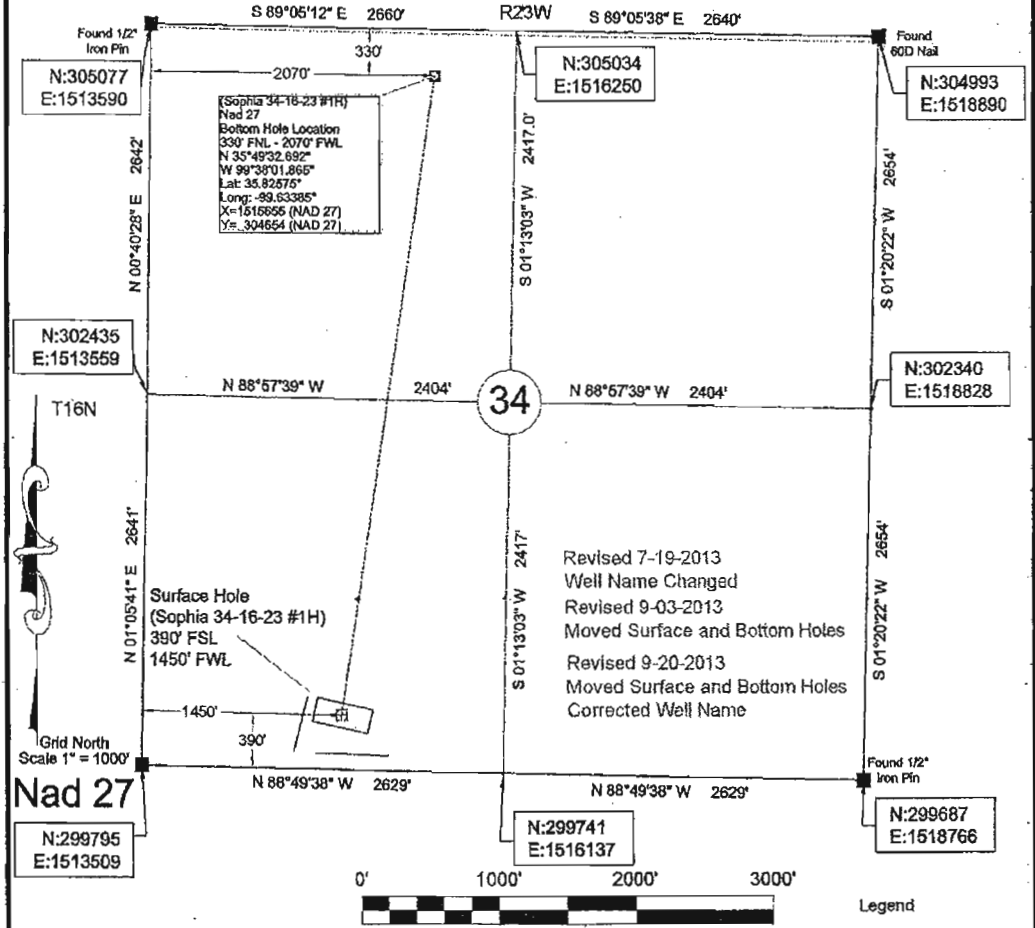 S 89°05'12" E 2660'
R23W
S 89°05'38" E 2640'
Found 1/2"
Iron Pin
N:305077
E:1513590
330'
2070'
N:305034
E:1516250
Found
60D Nail
N:304993
E:1518890
(Sophia 34-16-23 #1H)
Nad 27
Bottom Hole Location
330' FNL - 2070' FWL
N 35°49'32.692"
W 99°38'01.865"
Lat: 35.82575°
Long: -99.63385°
X=1515655 (NAD 27)
Y= 304654 (NAD 27)
N 00°40'28" E 2642'
S 01°13'03" W 2417.0'
S 01°20'22" W 2654'
N:302435
E:1513559
N 88°57'39" W 2404'
34
N 88°57'39" W 2404'
N:302340
E:1518828
T16N
N 01°05'41" E 2641'
S 01°13'03" W 2417'
S 01°20'22" W 2654'
Revised 7-19-2013
Well Name Changed
Revised 9-03-2013
Moved Surface and Bottom Holes
Revised 9-20-2013
Moved Surface and Bottom Holes
Corrected Well Name
Surface Hole
(Sophia 34-16-23 #1H)
390' FSL
1450' FWL
1450'
390'
Grid North
Scale 1" = 1000'
Nad 27
N 88°49'38" W 2629'
N 88°49'38" W 2629'
Found 1/2"
Iron Pin
N:299795
E:1513509
N:299741
E:1516137
N:299687
E:1518766
0' 1000' 2000' 3000'
Legend